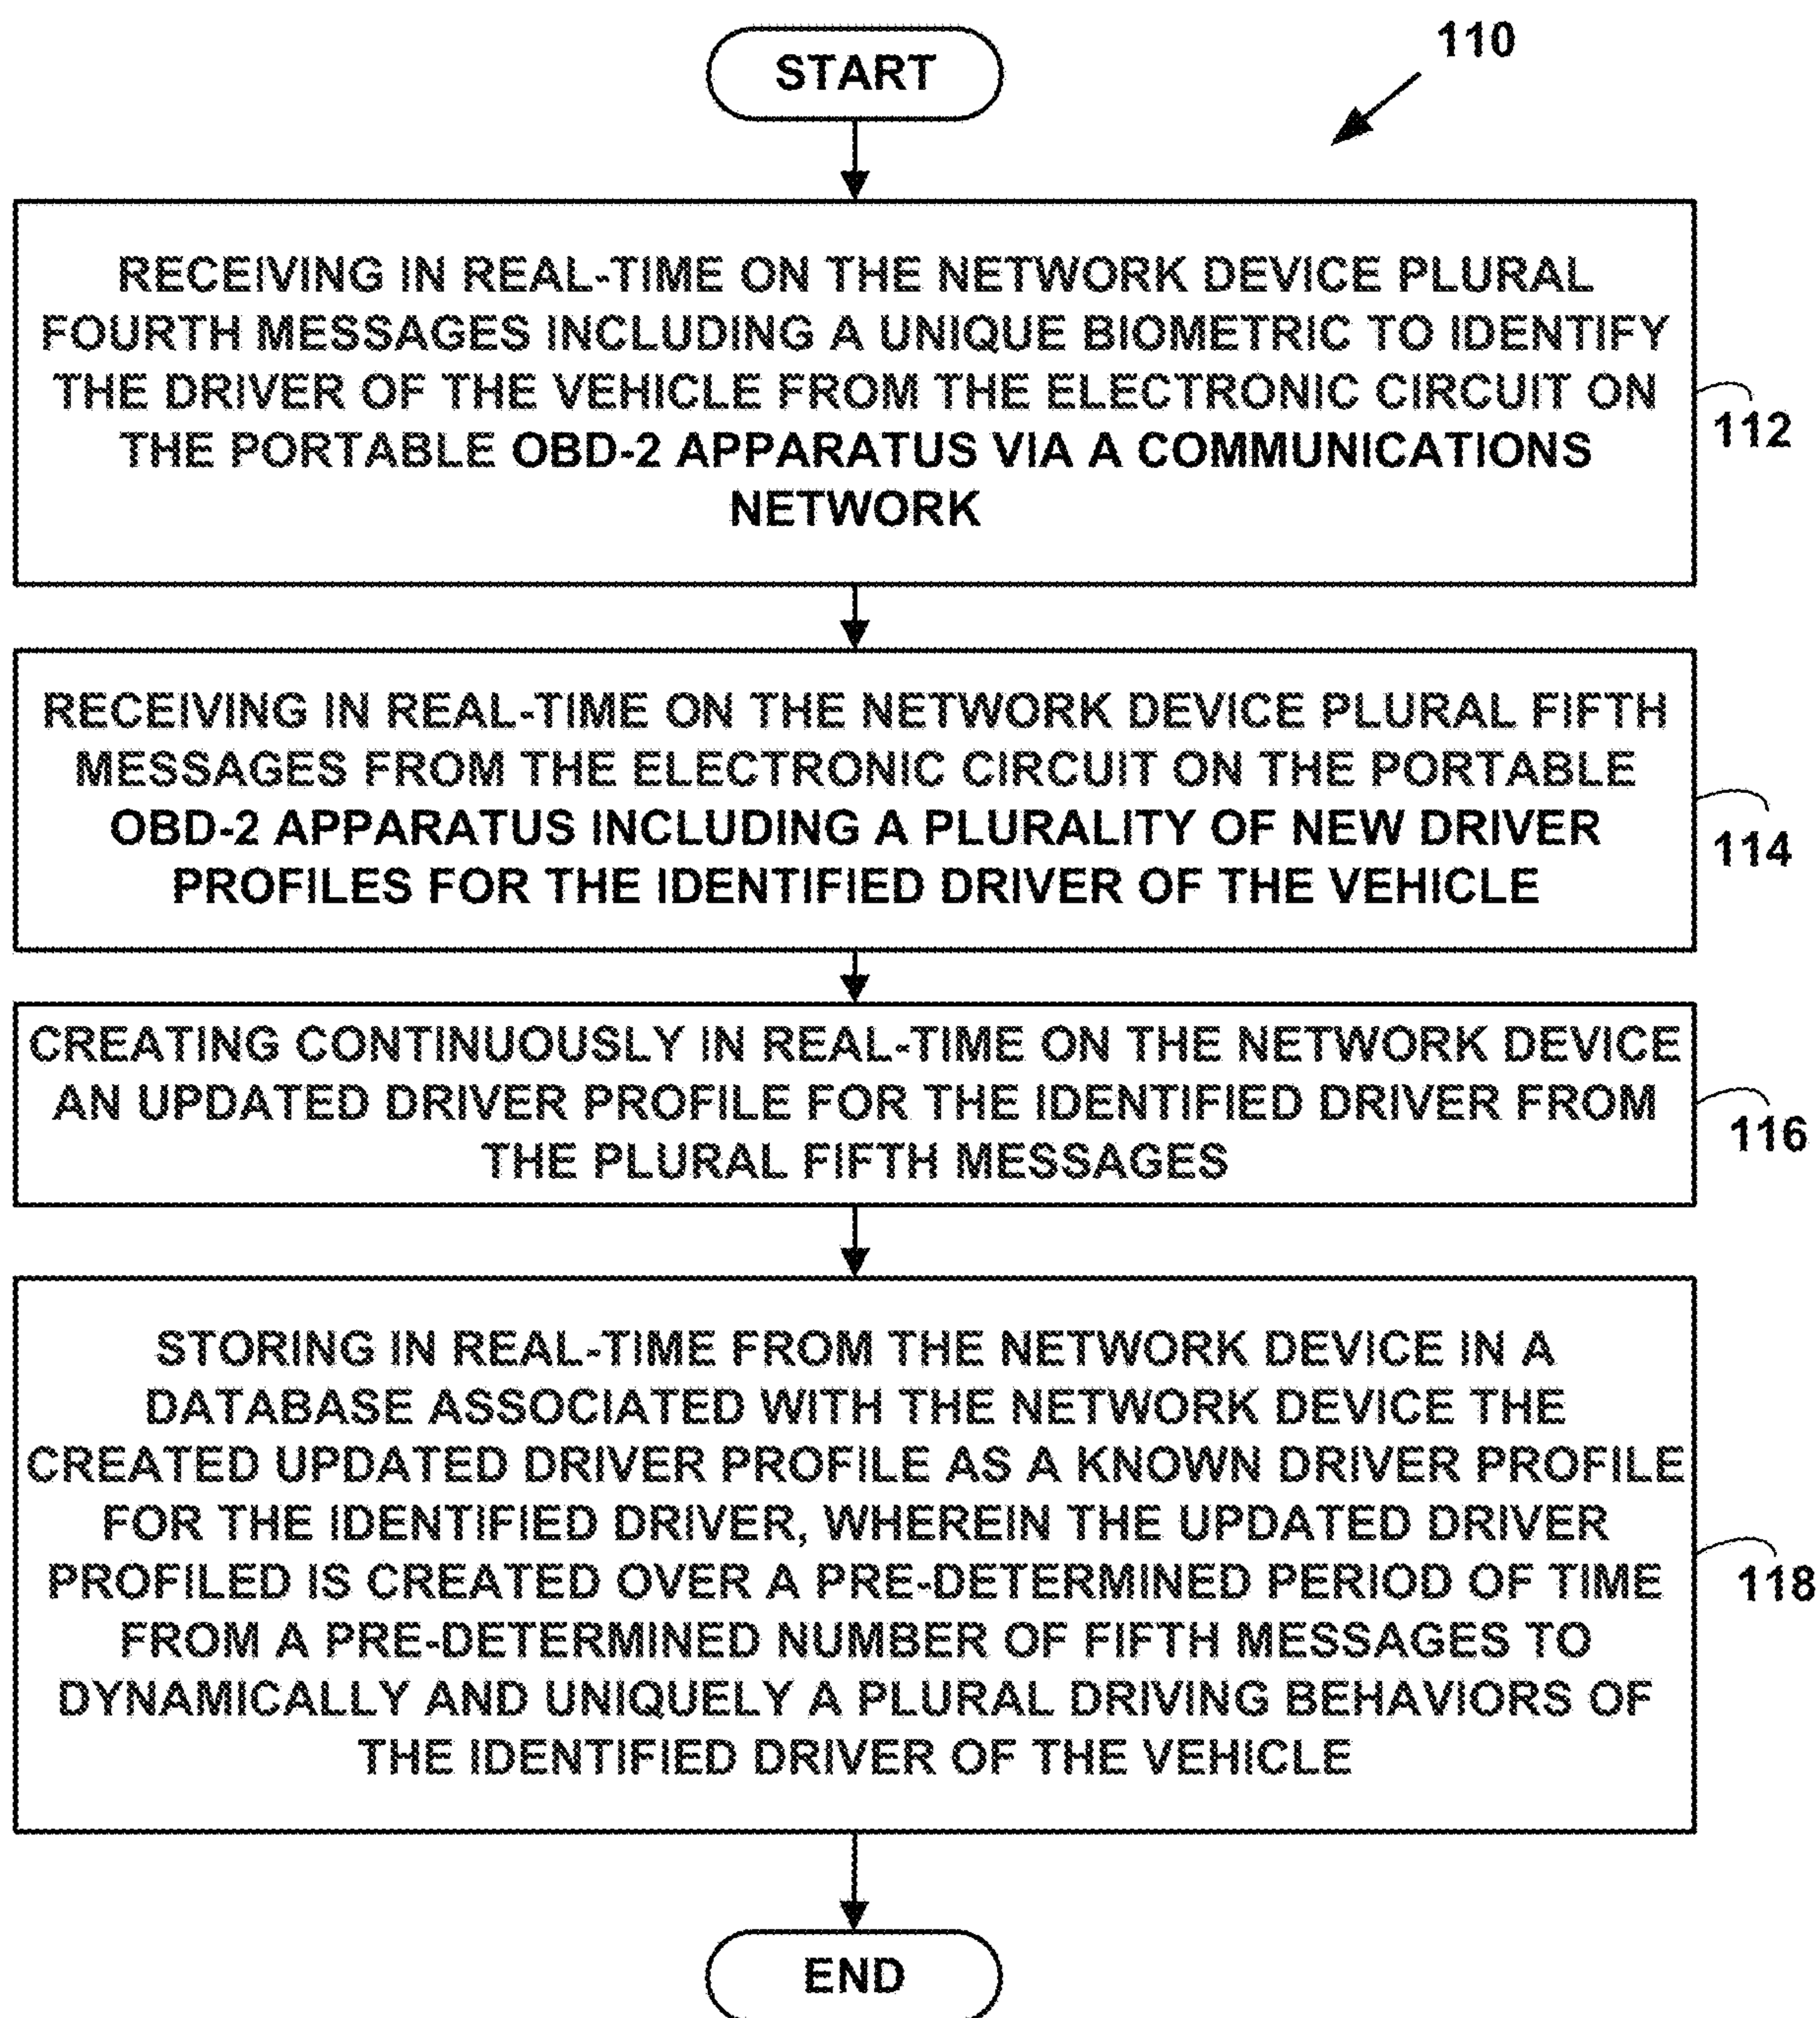 START
110
RECEIVING IN REAL-TIME ON THE NETWORK DEVICE PLURAL
FOURTH MESSAGES INCLUDING A UNIQUE BIOMETRIC TO IDENTIFY
THE DRIVER OF THE VEHICLE FROM THE ELECTRONIC CIRCUIT ON
THE PORTABLE OBD-2 APPARATUS VIA A COMMUNICATIONS
NETWORK
112
RECEIVING IN REAL-TIME ON THE NETWORK DEVICE PLURAL FIFTH
MESSAGES FROM THE ELECTRONIC CIRCUIT ON THE PORTABLE
OBD-2 APPARATUS INCLUDING A PLURALITY OF NEW DRIVER
PROFILES FOR THE IDENTIFIED DRIVER OF THE VEHICLE
114
CREATING CONTINUOUSLY IN REAL-TIME ON THE NETWORK DEVICE
AN UPDATED DRIVER PROFILE FOR THE IDENTIFIED DRIVER FROM
THE PLURAL FIFTH MESSAGES
116
STORING IN REAL-TIME FROM THE NETWORK DEVICE IN A
DATABASE ASSOCIATED WITH THE NETWORK DEVICE THE
CREATED UPDATED DRIVER PROFILE AS A KNOWN DRIVER PROFILE
FOR THE IDENTIFIED DRIVER, WHEREIN THE UPDATED DRIVER
PROFILED IS CREATED OVER A PRE-DETERMINED PERIOD OF TIME
FROM A PRE-DETERMINED NUMBER OF FIFTH MESSAGES TO
DYNAMICALLY AND UNIQUELY A PLURAL DRIVING BEHAVIORS OF
THE IDENTIFIED DRIVER OF THE VEHICLE
118
END